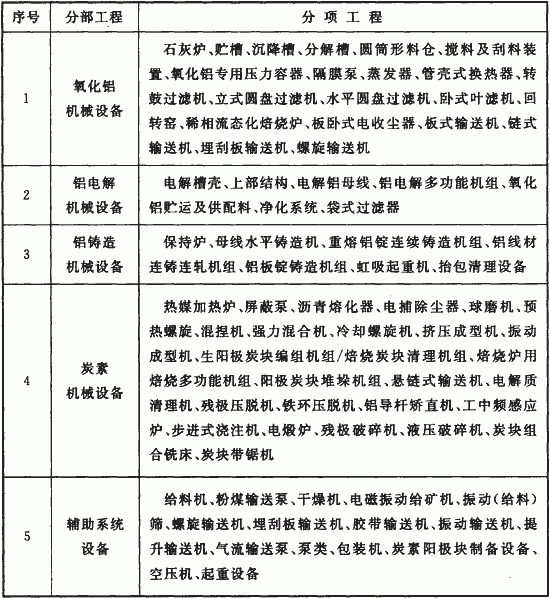 序号 分部工程 分项工程
1 氧化铝
机械设备
石灰炉、贮槽、沉降槽、分解槽、圆筒形料仓、搅料及刮料装
置、氧化铝专用压力容器、隔膜泵、蒸发器、管壳式换热器、转
鼓过滤机、立式圆盘过滤机、水平圆盘过滤机、卧式叶滤机、回
转窑、稀相流态化焙烧炉、板卧式电收尘器、板式输送机、链式
输送机、埋刮板输送机、螺旋输送机
2 铝电解
机械设备
电解槽壳、上部结构、电解铝母线、铝电解多功能机组、氧化
铝贮运及供配料、净化系统、袋式过滤器
3 铝铸造
机械设备
保持炉、母线水平铸造机、重熔铝锭连续铸造机组、铝线材
连铸连轧机组、铝板锭铸造机组、虹吸起重机、抬包清理设备
4 炭素
机械设备
热媒加热炉、屏蔽泵、沥青熔化器、电捕除尘器、球磨机、预
热螺旋、混捏机、强力混合机、冷却螺旋机、挤压成型机、振动
成型机、生阳极炭块编组机组/焙烧炭块清理机组、焙烧炉用
焙烧多功能机组、阳极炭块堆垛机组、悬链式输送机、电解质
清理机、残极压脱机、铁环压脱机、铝导杆矫直机、工中频感应
炉、步进式浇注机、电煅炉、残极破碎机、液压破碎机、炭块组
合铣床、炭块带锯机
5 辅助系统
设备
给料机、粉煤输送泵、干燥机、电磁振动给矿机、振动(给料)
筛、螺旋输送机、埋刮板输送机、胶带输送机、振动输送机、提
升输送机、气流输送泵、泵类、包装机、炭素阳极块制备设备、
空压机、起重设备